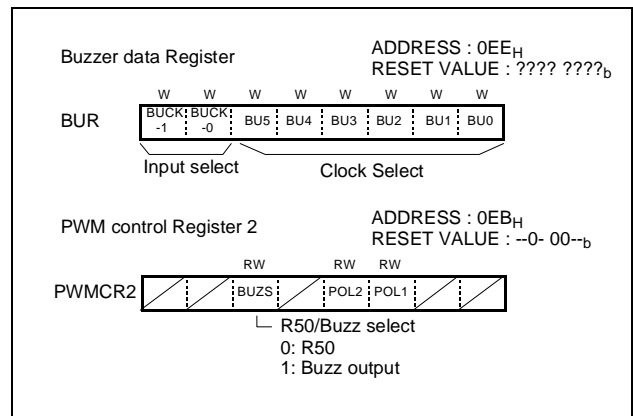 Buzzer data Register
ADDRESS : 0EEH
RESET VALUE : ???? ????b
W W W W W W W W
BUR
BUCK-1 BUCK-0 BU5 BU4 BU3 BU2 BU1 BU0
Input select
Clock Select
PWM control Register 2
ADDRESS : 0EBH
RESET VALUE : --0- 00--b
RW RW RW
PWMCR2
BUZS POL2 POL1
R50/Buzz select
0: R50
1: Buzz output